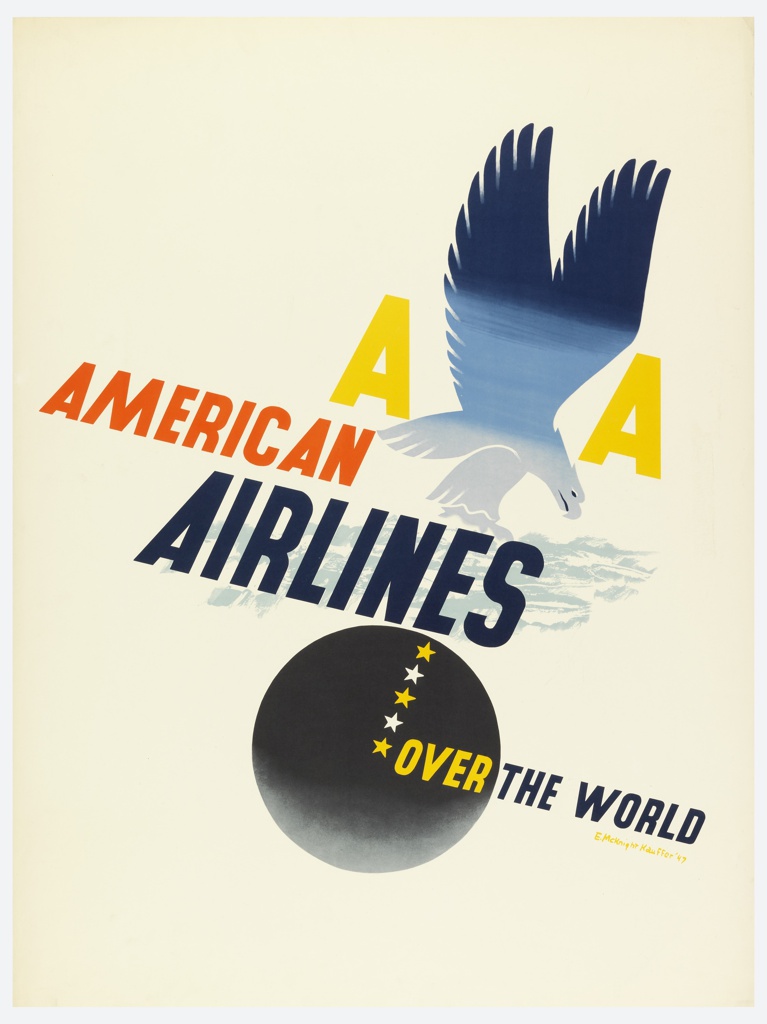 A A
AMERICAN
AIRLINES
OVER THE WORLD
E. McKnight Kauffer '47